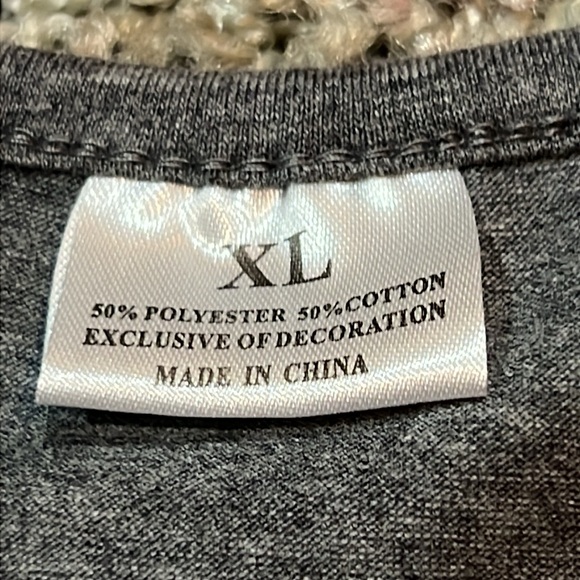 XL
50% POLYESTER 50% COTTON
EXCLUSIVE OF DECORATION
MADE IN CHINA